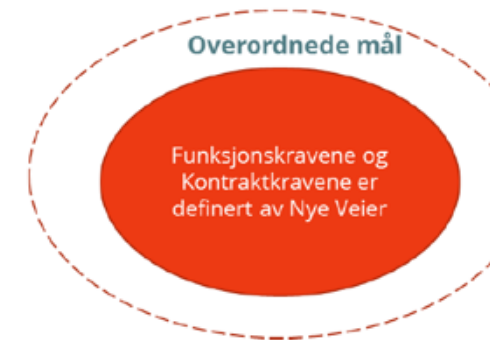 Overordnede mål
Funksjonskravene og
Kontraktkravene er
definert av Nye Veier